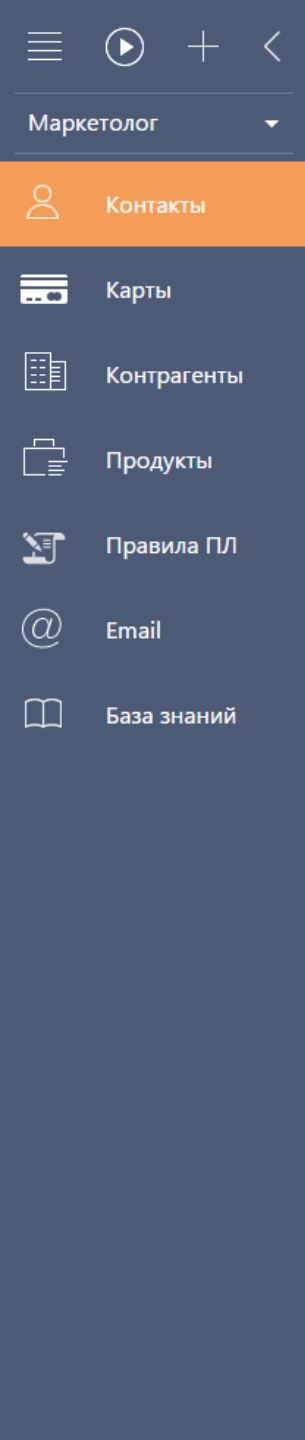 Маркетолог
Контакты
Карты
Контрагенты
Продукты
Правила ПЛ
Email
База знаний